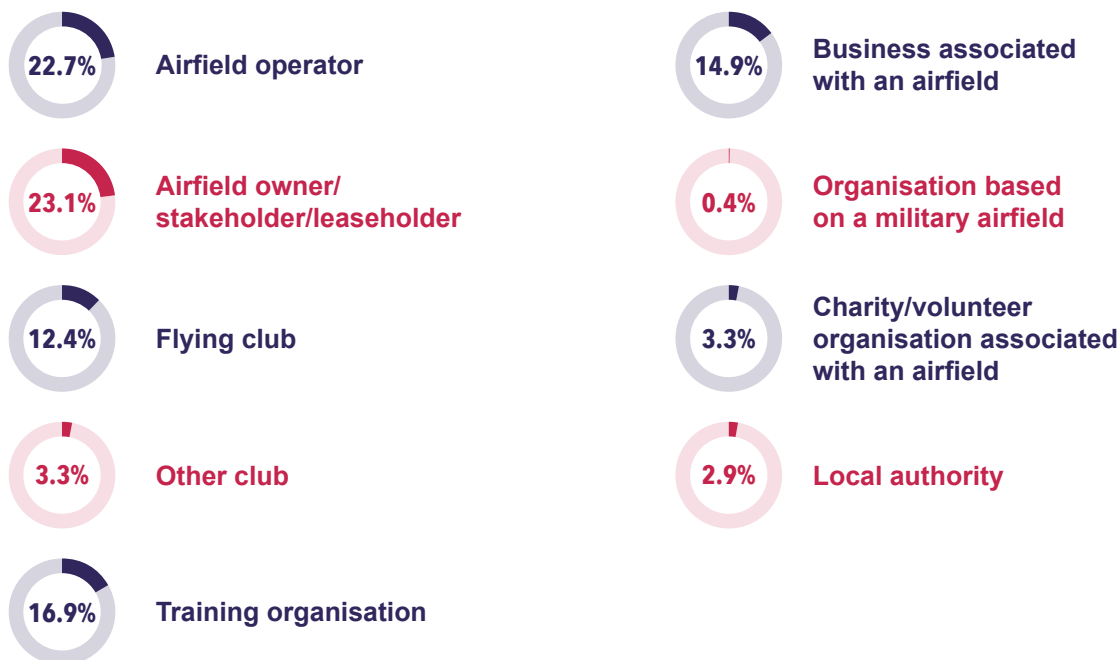 22.7%
Airfield operator
23.1%
Airfield owner/
stakeholder/leaseholder
12.4%
Flying club
3.3%
Other club
16.9%
Training organisation
14.9%
Business associated
with an airfield
0.4%
Organisation based
on a military airfield
3.3%
Charity/volunteer
organisation associated
with an airfield
2.9%
Local authority